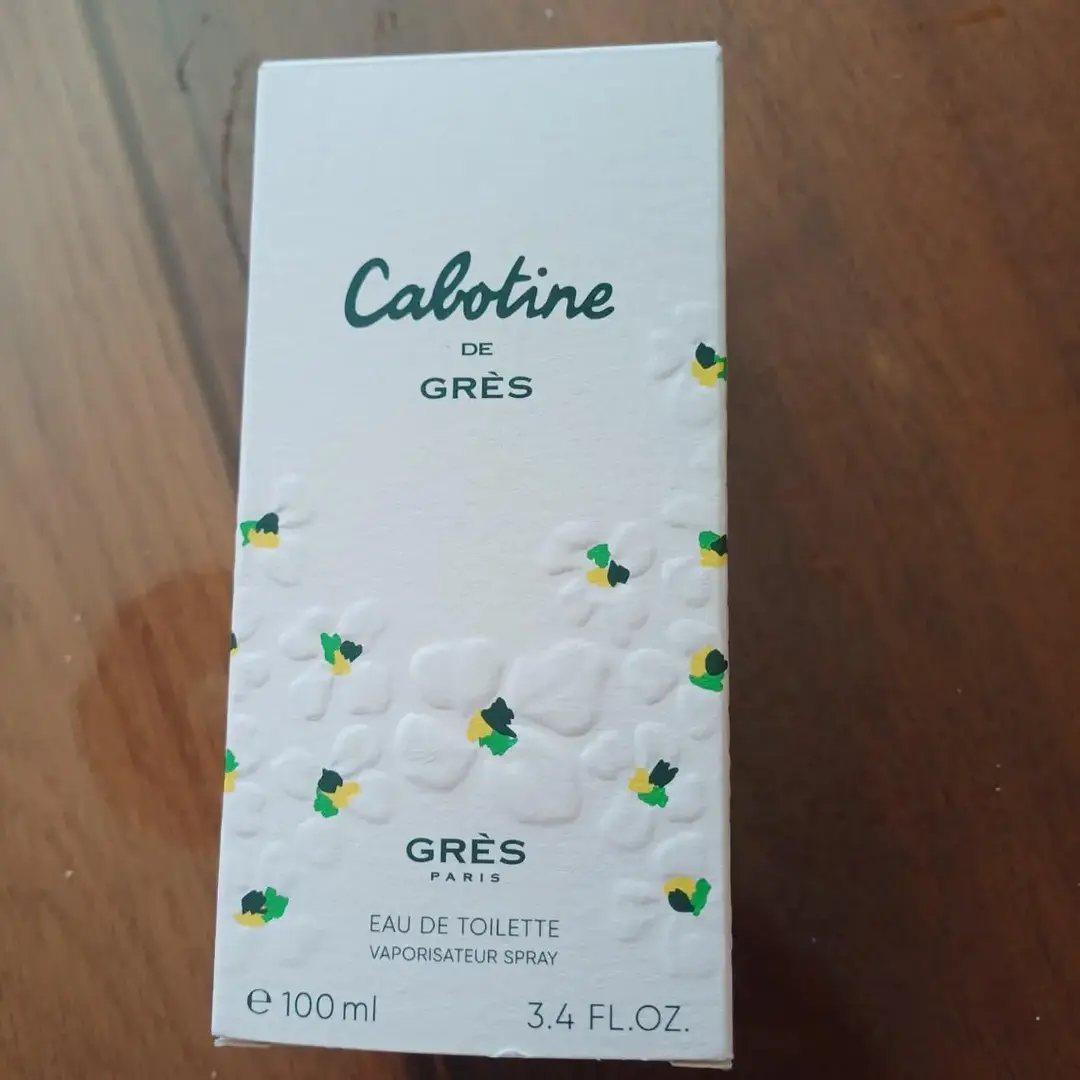 Cabotine
DE
GRÈS
GRÈS
PARIS
EAU DE TOILETTE
VAPORISATEUR SPRAY
℮ 100 ml 3.4 FL.OZ.